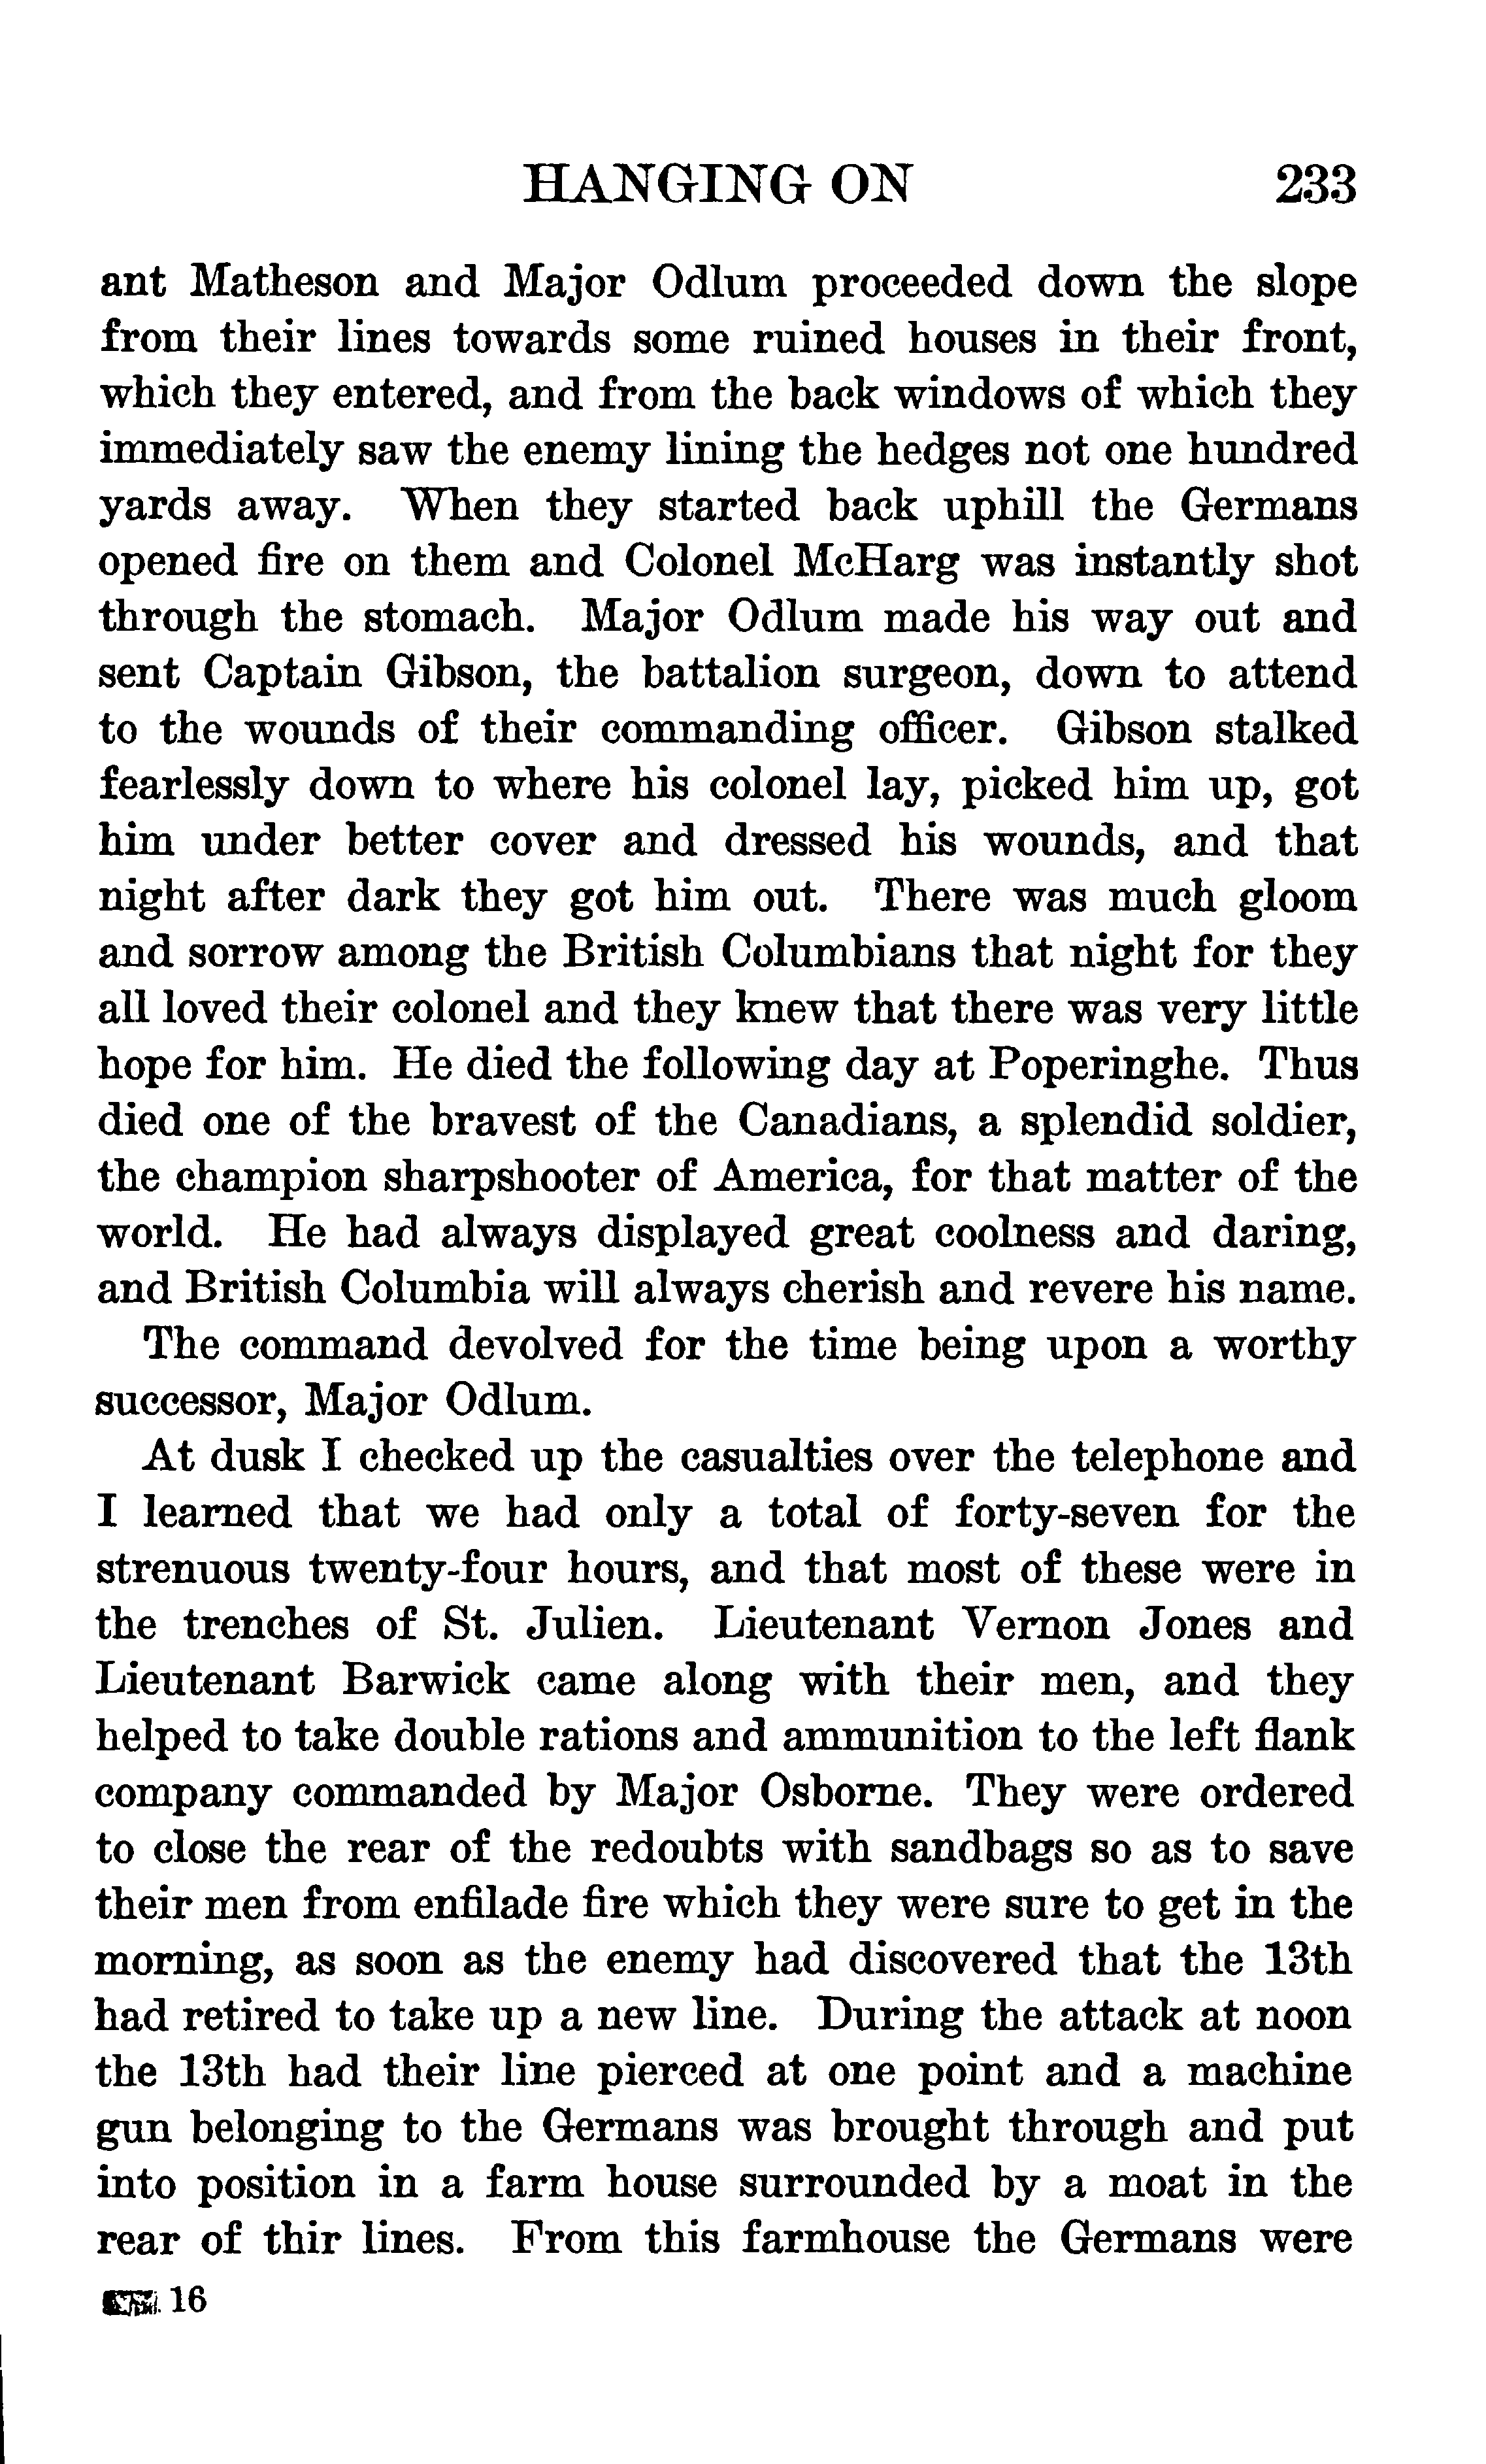 HANGING ON 233
ant Matheson and Major Odlum proceeded down the slope
from their lines towards some ruined houses in their front,
which they entered, and from the back windows of which they
immediately saw the enemy lining the hedges not one hundred
yards away. When they started back uphill the Germans
opened fire on them and Colonel McHarg was instantly shot
through the stomach. Major Odlum made his way out and
sent Captain Gibson, the battalion surgeon, down to attend
to the wounds of their commanding officer. Gibson stalked
fearlessly down to where his colonel lay, picked him up, got
him under better cover and dressed his wounds, and that
night after dark they got him out. There was much gloom
and sorrow among the British Columbians that night for they
all loved their colonel and they knew that there was very little
hope for him. He died the following day at Poperinghe. Thus
died one of the bravest of the Canadians, a splendid soldier,
the champion sharpshooter of America, for that matter of the
world. He had always displayed great coolness and daring,
and British Columbia will always cherish and revere his name.
The command devolved for the time being upon a worthy
successor, Major Odlum.
At dusk I checked up the casualties over the telephone and
I learned that we had only a total of forty-seven for the
strenuous twenty-four hours, and that most of these were in
the trenches of St. Julien. Lieutenant Vernon Jones and
Lieutenant Barwick came along with their men, and they
helped to take double rations and ammunition to the left flank
company commanded by Major Osborne. They were ordered
to close the rear of the redoubts with sandbags so as to save
their men from enfilade fire which they were sure to get in the
morning, as soon as the enemy had discovered that the 13th
had retired to take up a new line. During the attack at noon
the 13th had their line pierced at one point and a machine
gun belonging to the Germans was brought through and put
into position in a farm house surrounded by a moat in the
rear of thir lines. From this farmhouse the Germans were
16